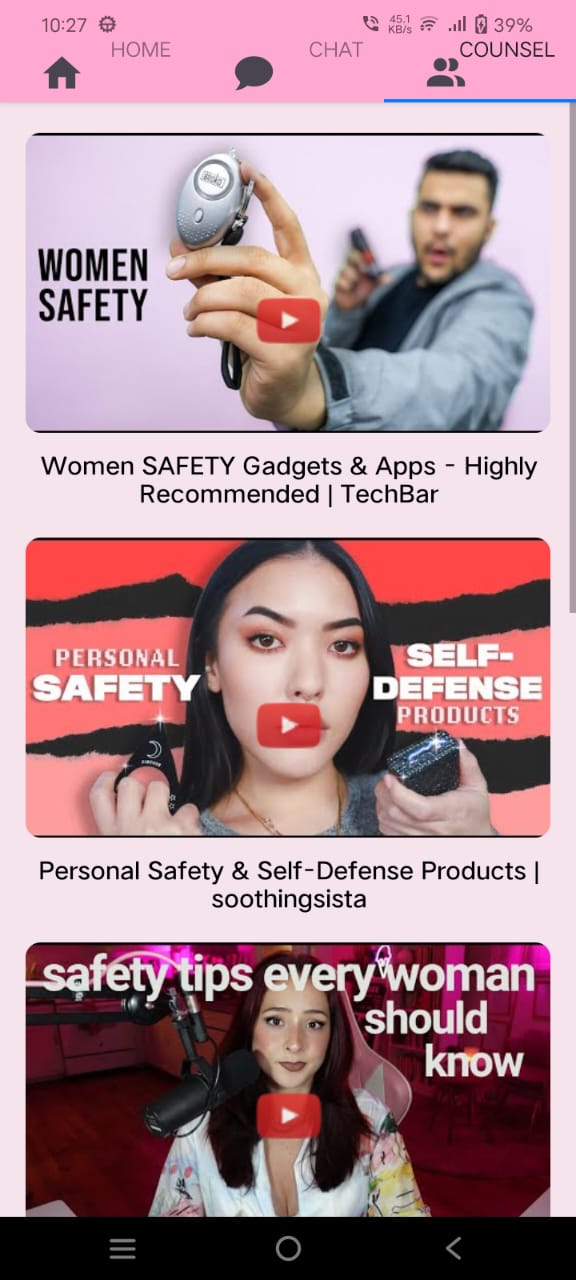 10:27
45.1
KB/s
39%
HOME
CHAT
COUNSEL
WOMEN
SAFETY
Women SAFETY Gadgets & Apps - Highly
Recommended | TechBar
PERSONAL
SAFETY
SELF-
DEFENSE
PRODUCTS
Personal Safety & Self-Defense Products |
soothingsista
safety tips every woman
should
know